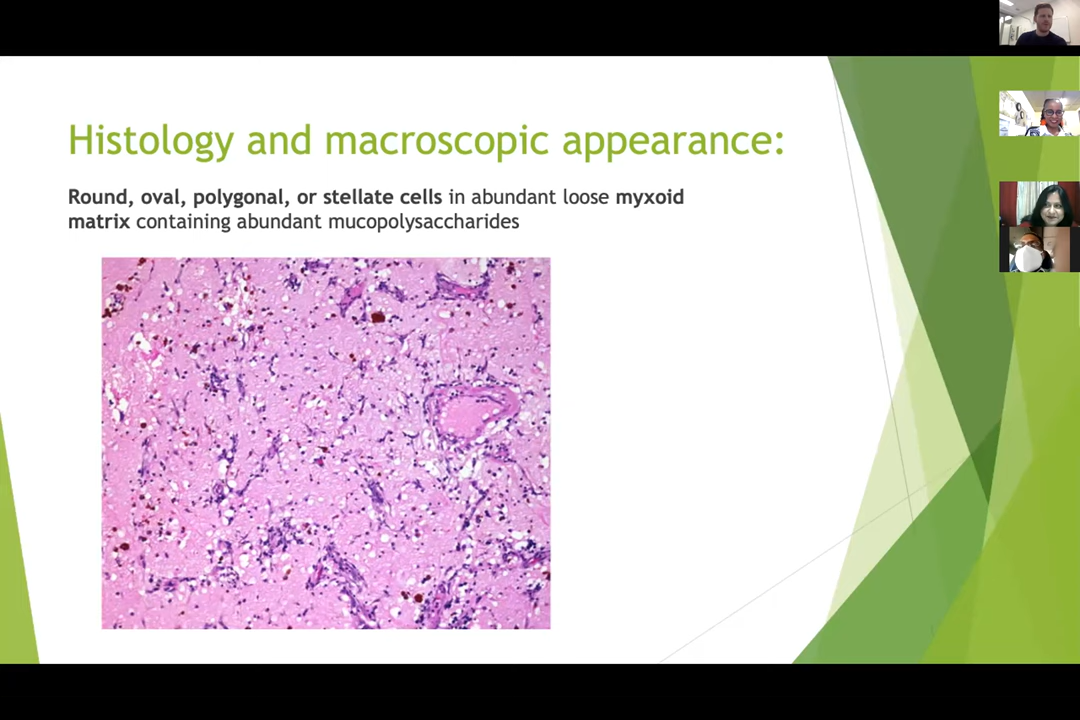 Histology and macroscopic appearance:
Round, oval, polygonal, or stellate cells in abundant loose myxoid
matrix containing abundant mucopolysaccharides